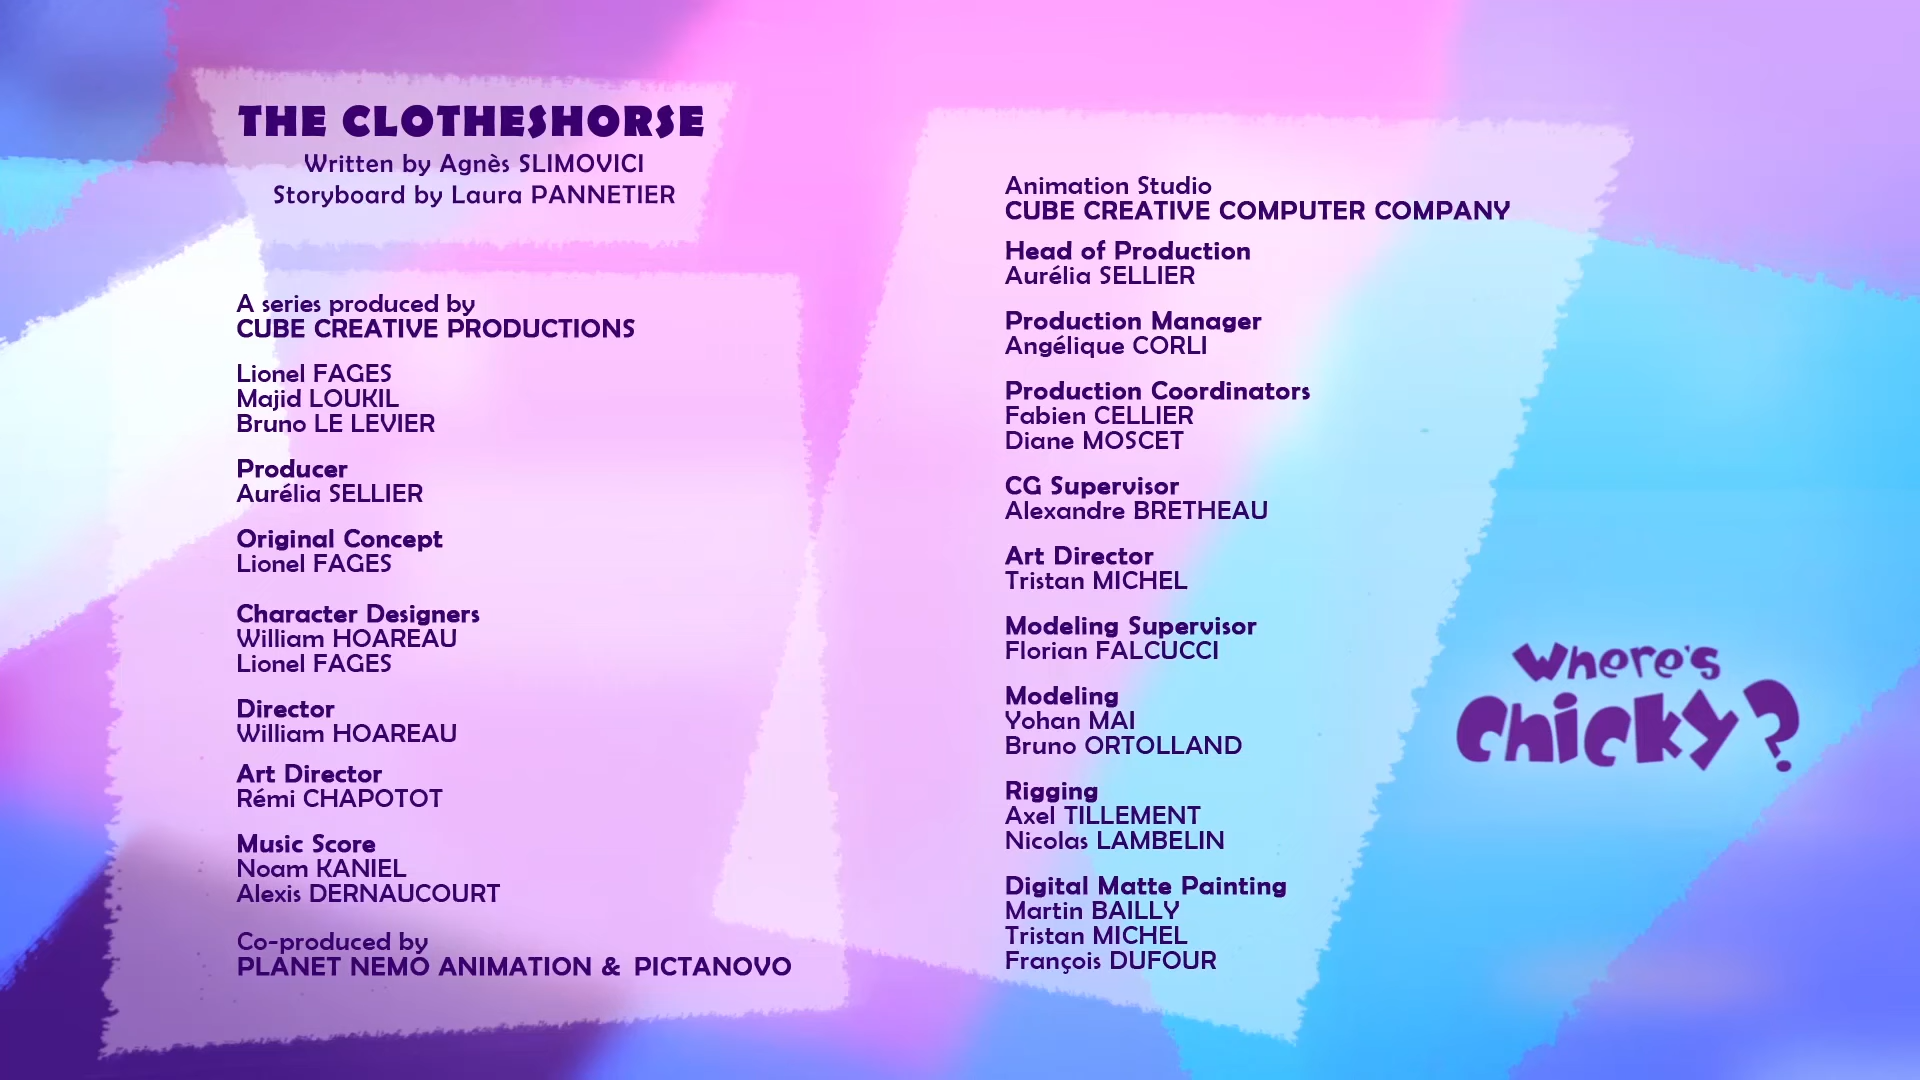 THE CLOTHESHORSE
Written by Agnès SLIMOVICI
Storyboard by Laura PANNETIER
A series produced by
CUBE CREATIVE PRODUCTIONS
Lionel FAGES
Majid LOUKIL
Bruno LE LEVIER
Producer
Aurélia SELLIER
Original Concept
Lionel FAGES
Character Designers
William HOAREAU
Lionel FAGES
Director
William HOAREAU
Art Director
Rémi CHAPOTOT
Music Score
Noam KANIEL
Alexis DERNAUCOURT
Co-produced by
PLANET NEMO ANIMATION & PICTANOVO
Animation Studio
CUBE CREATIVE COMPUTER COMPANY
Head of Production
Aurélia SELLIER
Production Manager
Angélique CORLI
Production Coordinators
Fabien CELLIER
Diane MOSCET
CG Supervisor
Alexandre BRETHEAU
Art Director
Tristan MICHEL
Modeling Supervisor
Florian FALCUCCI
Modeling
Yohan MAI
Bruno ORTOLLAND
Rigging
Axel TILLEMENT
Nicolas LAMBELIN
Digital Matte Painting
Martin BAILLY
Tristan MICHEL
François DUFOUR
Where's
Chicky?